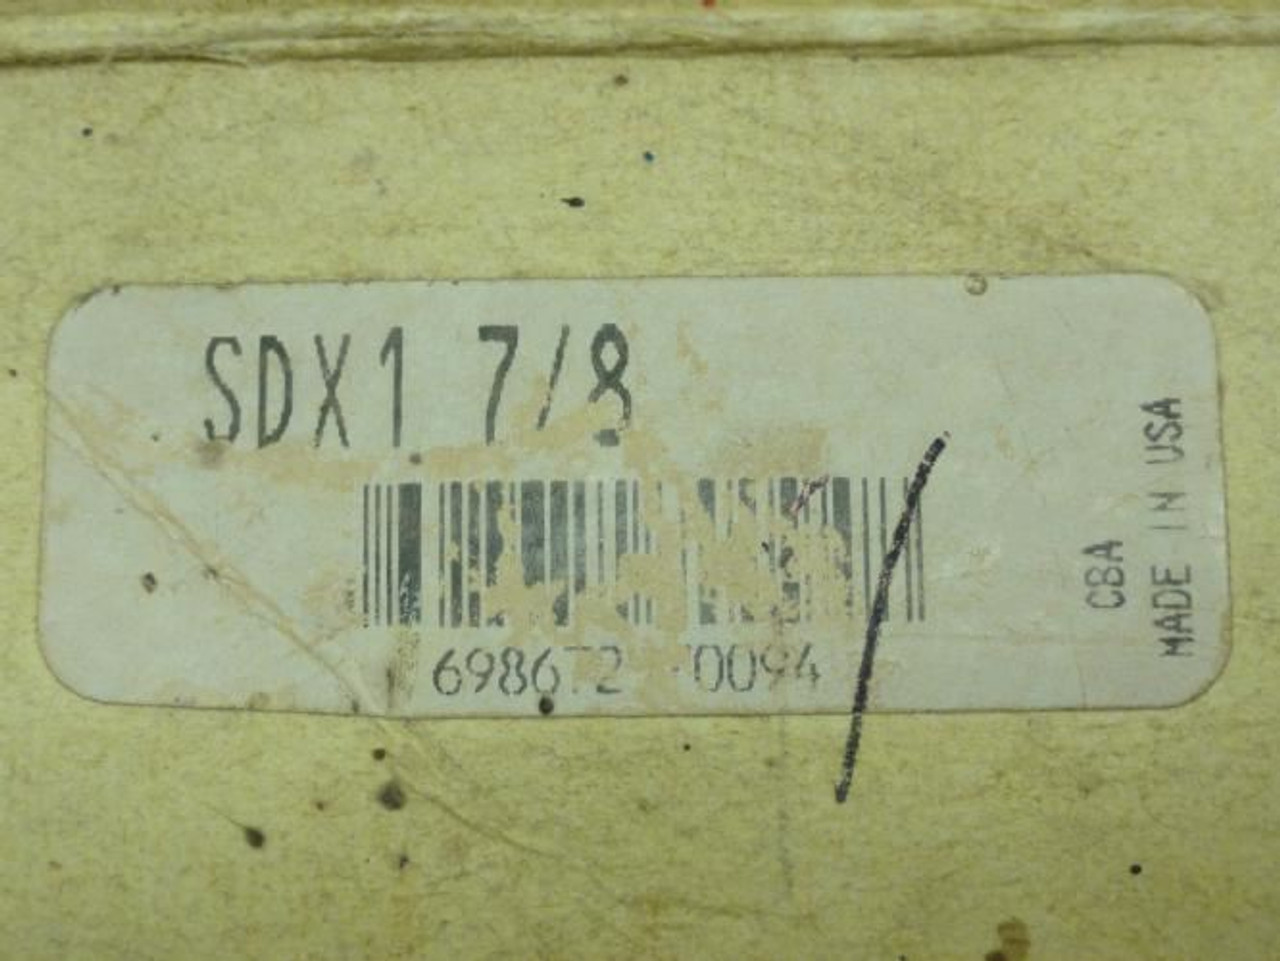 SDX1 7/8
CBA
MADE IN USA